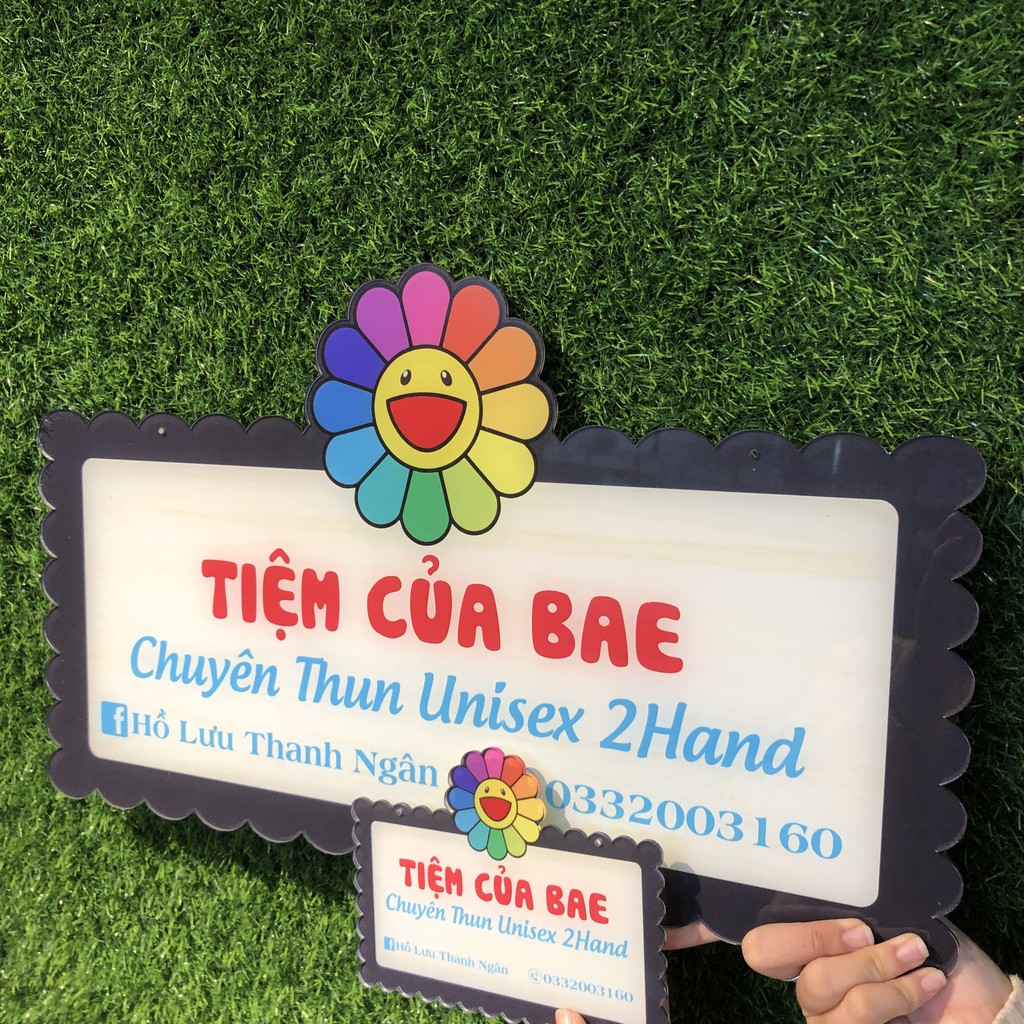 TIỆM CỦA BAE
Chuyên Thun Unisex 2Hand
Hồ Lưu Thanh Ngân 0332003160
TIỆM CỦA BAE
Chuyên Thun Unisex 2Hand
Hồ Lưu Thanh Ngân 0332003160